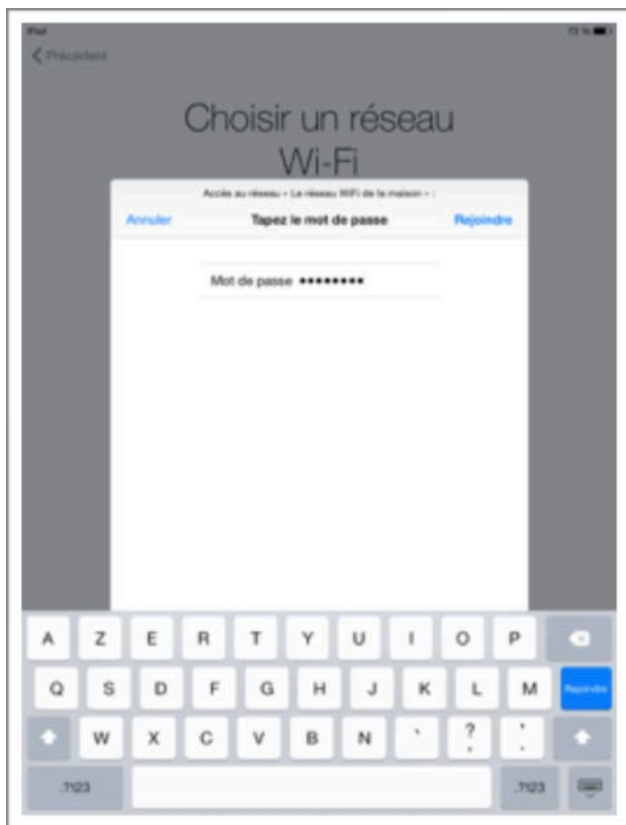 iPad
73 %
Précédent
Choisir un réseau
Wi-Fi
Accès au réseau « Le réseau WiFi de la maison » :
Annuler Tapez le mot de passe Rejoindre
Mot de passe ••••••••
A Z E R T Y U I O P
Q S D F G H J K L M Rejoindre
W X C V B N ` ? , ' .
.?123 .?123